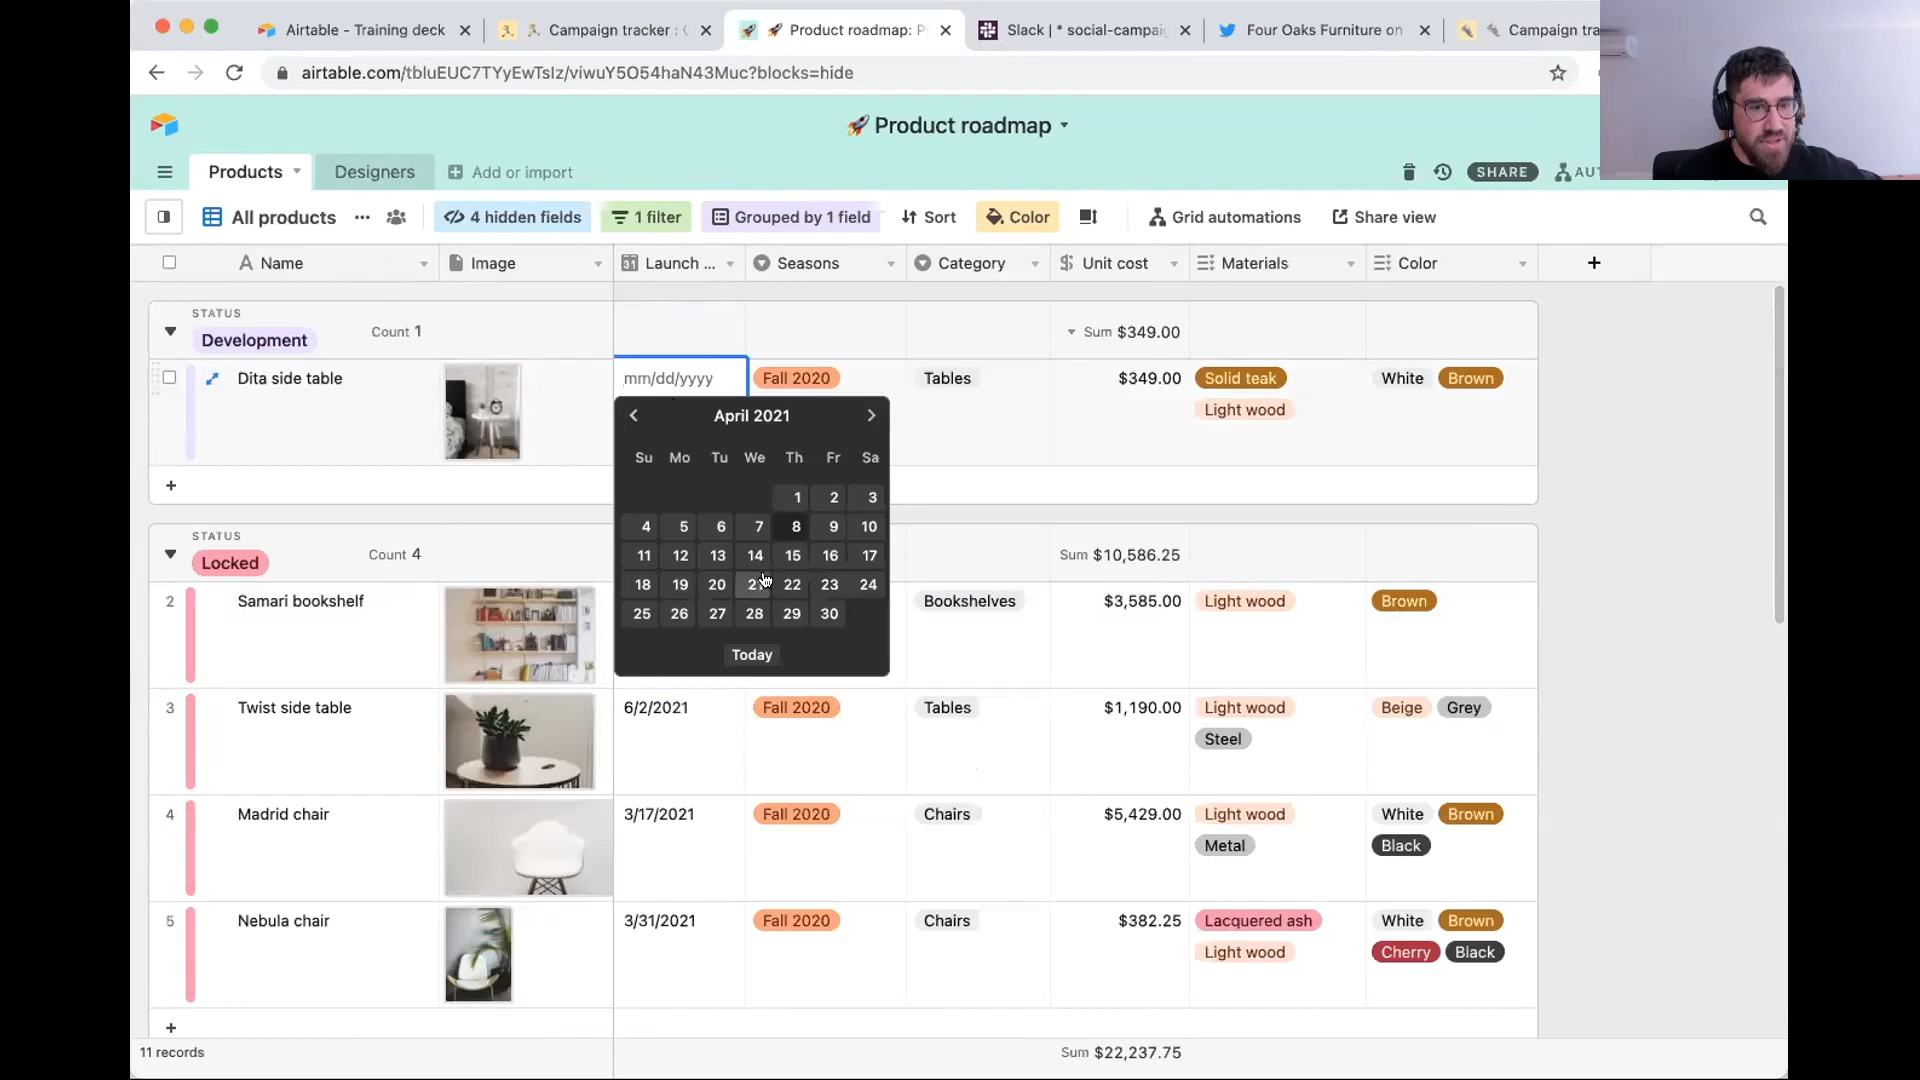 Airtable - Training deck
Campaign tracker : (
Product roadmap: P
Slack | * social-campai
Four Oaks Furniture on
Campaign tra
airtable.com/tbluEUC7TYyEwTslz/viwuY5O54haN43Muc?blocks=hide
Product roadmap
Products
Designers
Add or import
SHARE
AU
All products
4 hidden fields
1 filter
Grouped by 1 field
Sort
Color
Grid automations
Share view
Name
Image
Launch ...
Seasons
Category
Unit cost
Materials
Color
STATUS
Development
Count 1
Sum $349.00
Dita side table
mm/dd/yyyy
Fall 2020
Tables
$349.00
Solid teak
White
Brown
Light wood
April 2021
Su Mo Tu We Th Fr Sa
1 2 3
4 5 6 7 8 9 10
11 12 13 14 15 16 17
18 19 20 21 22 23 24
25 26 27 28 29 30
Today
STATUS
Locked
Count 4
Sum $10,586.25
2
Samari bookshelf
Bookshelves
$3,585.00
Light wood
Brown
3
Twist side table
6/2/2021
Fall 2020
Tables
$1,190.00
Light wood
Beige
Grey
Steel
4
Madrid chair
3/17/2021
Fall 2020
Chairs
$5,429.00
Light wood
White
Brown
Metal
Black
5
Nebula chair
3/31/2021
Fall 2020
Chairs
$382.25
Lacquered ash
White
Brown
Light wood
Cherry
Black
11 records
Sum $22,237.75